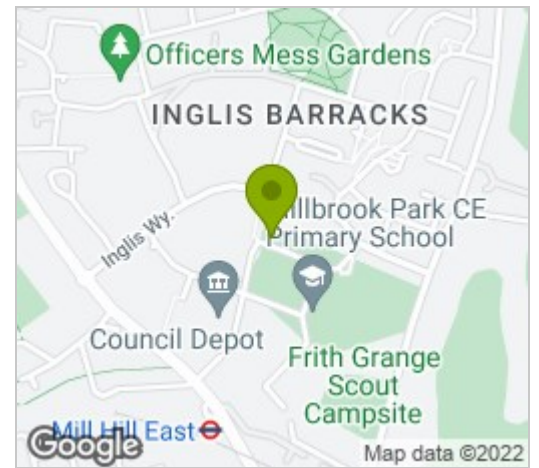 Officers Mess Gardens
INGLIS BARRACKS
illbrook Park CE
Primary School
Inglis Wy.
Council Depot
Frith Grange
Scout
Campsite
Mill Hill East
Google
Map data ©2022